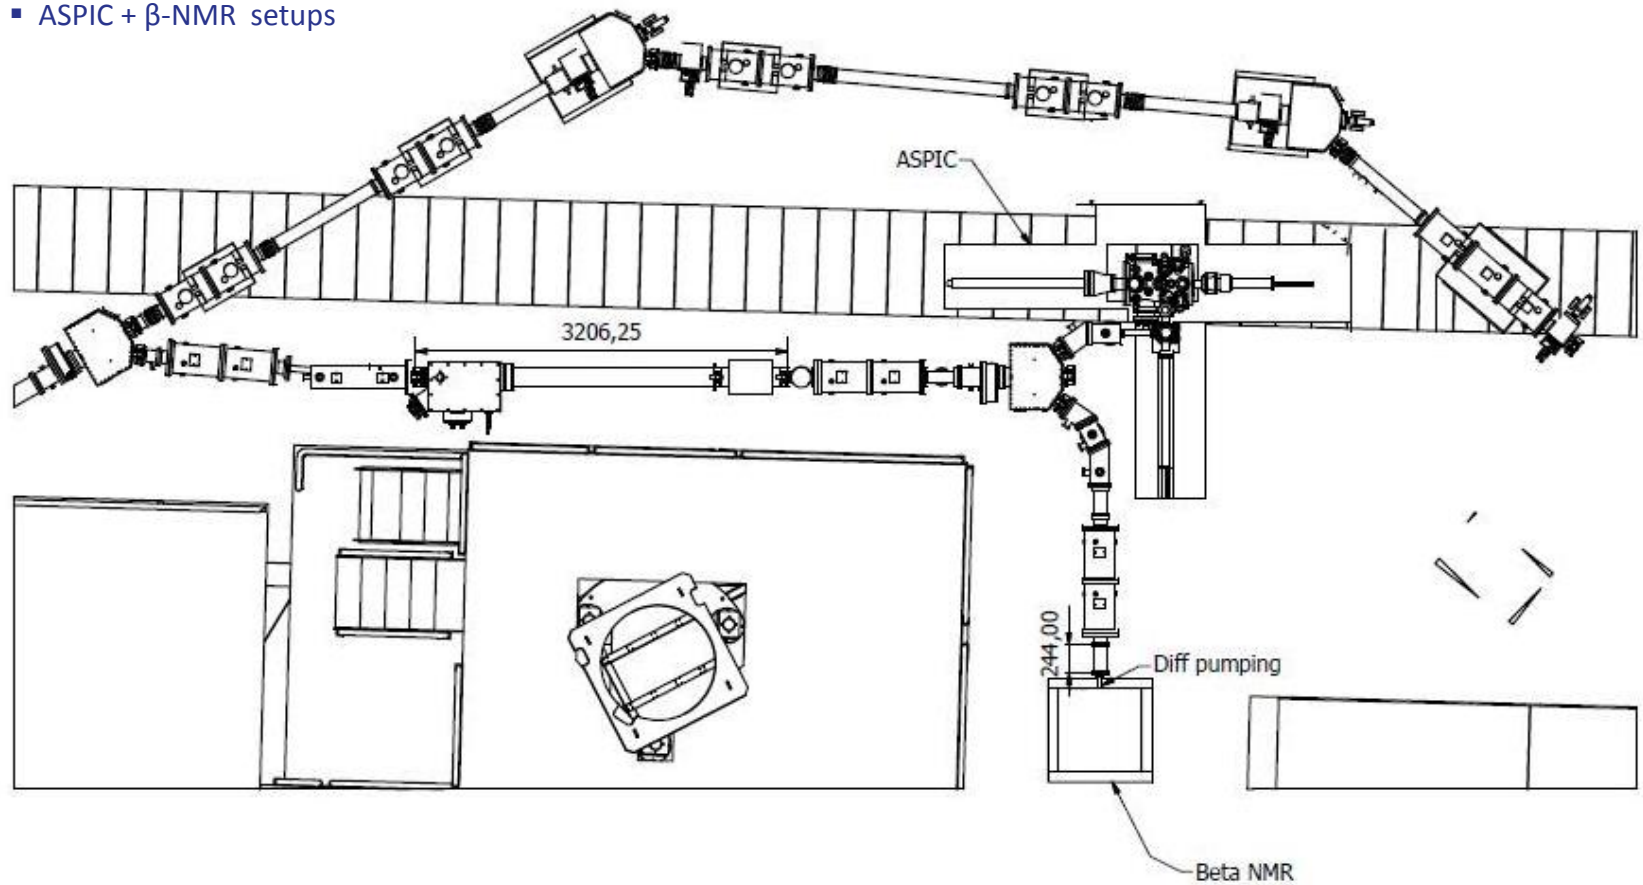 ▪ ASPIC + β-NMR setups
ASPIC
3206,25
244,00
Diff pumping
Beta NMR